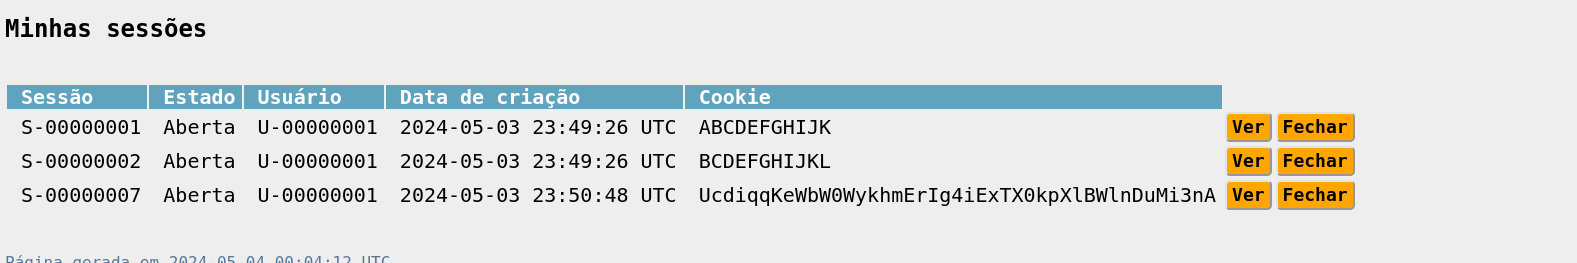 Minhas sessões
Sessão Estado Usuário Data de criação Cookie
S-00000001 Aberta U-00000001 2024-05-03 23:49:26 UTC ABCDEFGHIJK Ver Fechar
S-00000002 Aberta U-00000001 2024-05-03 23:49:26 UTC BCDEFGHIJKL Ver Fechar
S-00000007 Aberta U-00000001 2024-05-03 23:50:48 UTC UcdiqqKeWbW0WykhmErIg4iExTX0kpXlBWlnDuMi3nA Ver Fechar
Página gerada em 2024-05-04 00:04:12 UTC